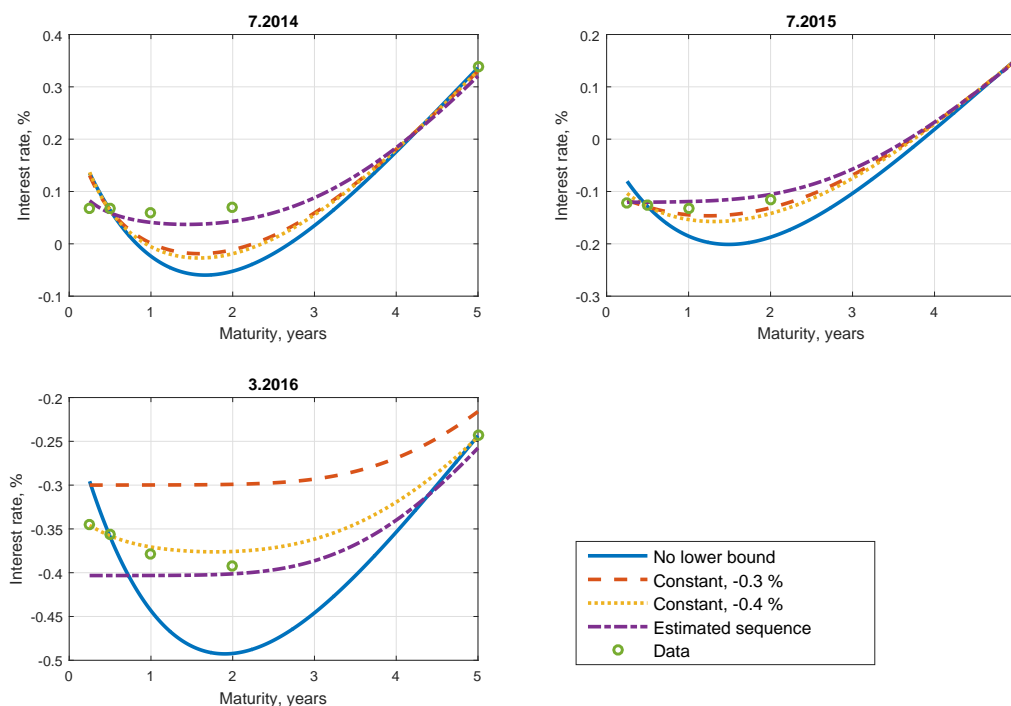 7.2014
0.4
0.3
0.2
0.1
0
-0.1
Interest rate, %
0 1 2 3 4 5
Maturity, years
7.2015
0.2
0.1
0
-0.1
-0.2
-0.3
Interest rate, %
0 1 2 3 4
Maturity, years
3.2016
-0.2
-0.25
-0.3
-0.35
-0.4
-0.45
-0.5
Interest rate, %
0 1 2 3 4 5
Maturity, years
No lower bound
Constant, -0.3 %
Constant, -0.4 %
Estimated sequence
Data